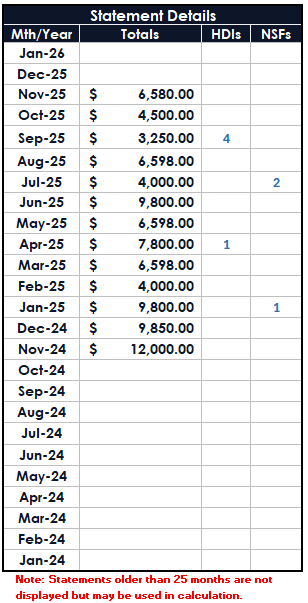 Statement Details
Mth/Year Totals HDIs NSFs
Jan-26
Dec-25
Nov-25 $ 6,580.00
Oct-25 $ 4,500.00
Sep-25 $ 3,250.00 4
Aug-25 $ 6,598.00
Jul-25 $ 4,000.00 2
Jun-25 $ 9,800.00
May-25 $ 6,598.00
Apr-25 $ 7,800.00 1
Mar-25 $ 6,598.00
Feb-25 $ 4,000.00
Jan-25 $ 9,800.00 1
Dec-24 $ 9,850.00
Nov-24 $ 12,000.00
Oct-24
Sep-24
Aug-24
Jul-24
Jun-24
May-24
Apr-24
Mar-24
Feb-24
Jan-24
Note: Statements older than 25 months are not
displayed but may be used in calculation.